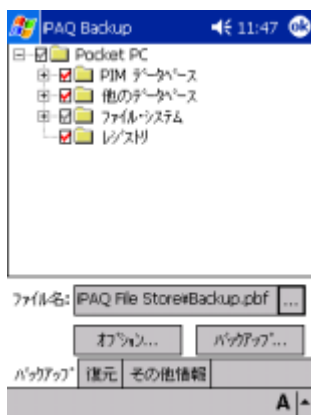 iPAQ Backup 11:47 ok
Pocket PC
PIM ﾃﾞｰﾀﾍﾞｰｽ
他のﾃﾞｰﾀﾍﾞｰｽ
ﾌｧｲﾙ･ｼｽﾃﾑ
ﾚｼﾞｽﾄﾘ
ﾌｧｲﾙ名: iPAQ File Store¥Backup.pbf ...
ｵﾌﾟｼｮﾝ... ﾊﾞｯｸｱｯﾌﾟ...
ﾊﾞｯｸｱｯﾌﾟ 復元 その他情報
A